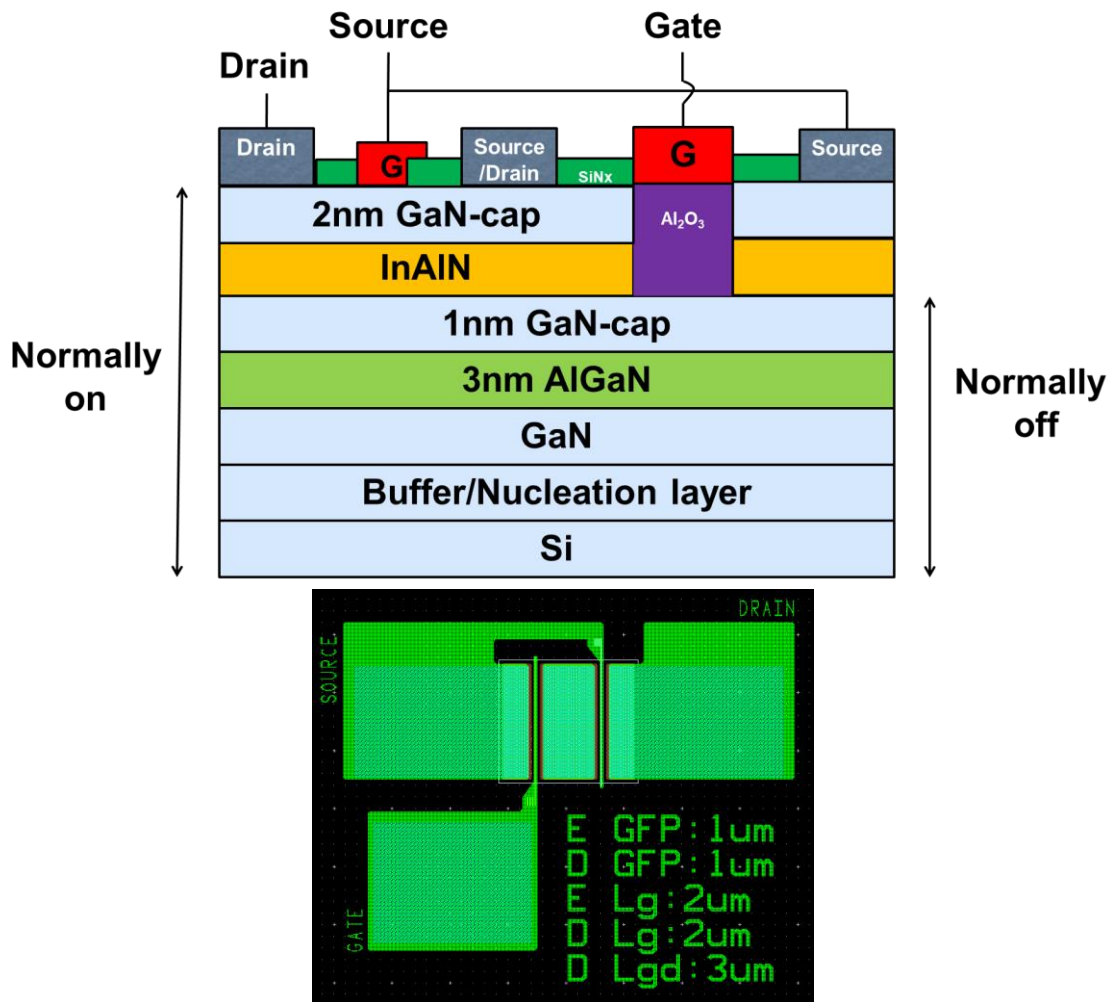 Source
Gate
Drain
Drain
G
Source
/Drain
SiNx
G
Source
2nm GaN-cap
Al₂O₃
InAlN
1nm GaN-cap
Normally
on
3nm AlGaN
Normally
off
GaN
Buffer/Nucleation layer
Si
DRAIN
SOURCE
GATE
E GFP:1um
D GFP:1um
E Lg:2um
D Lg:2um
D Lgd:3um